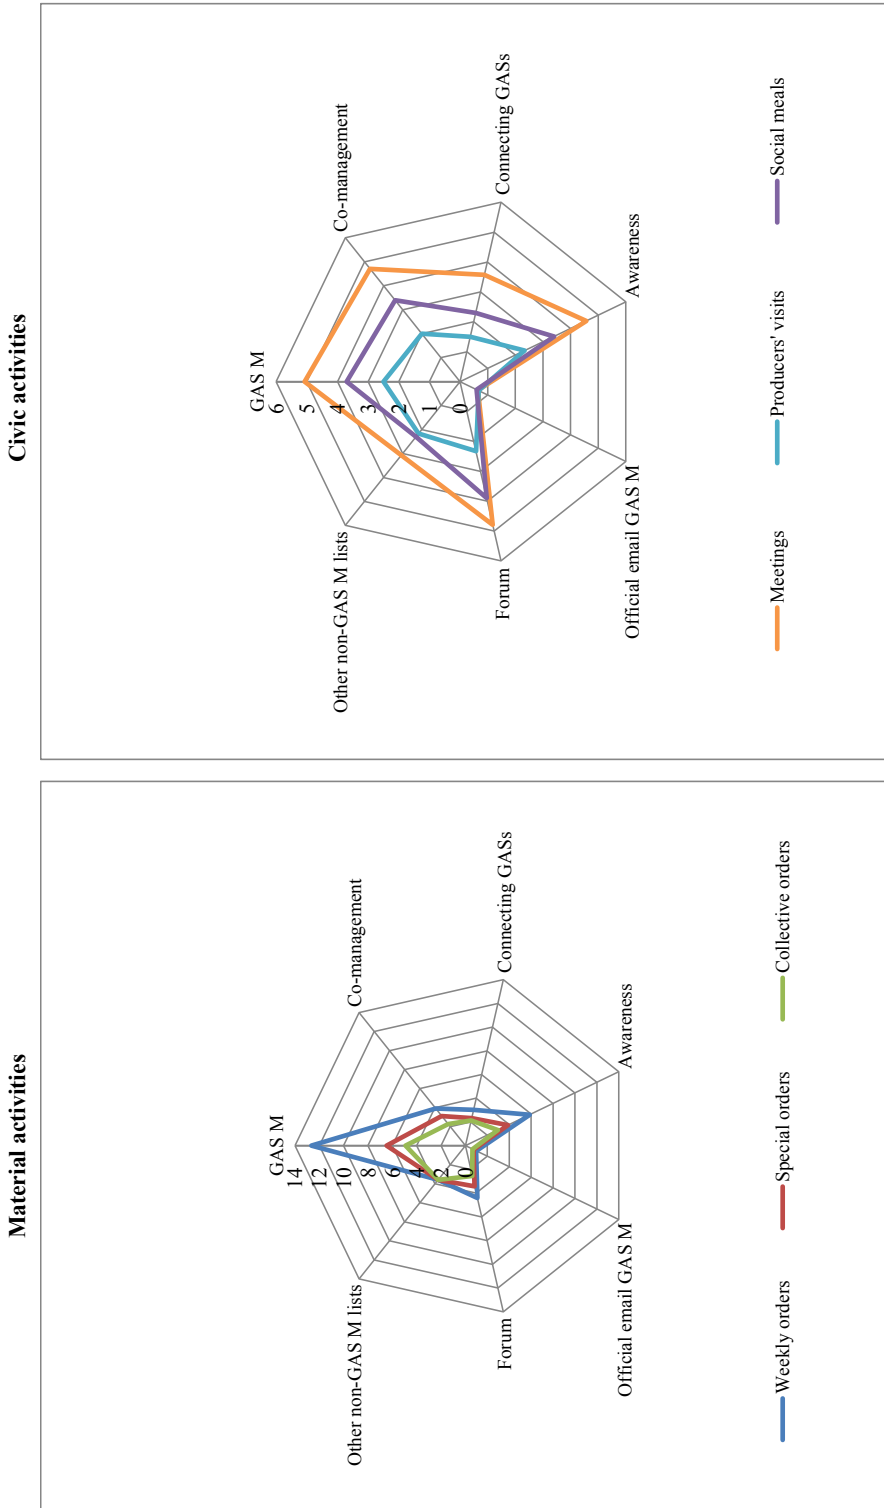 Material activities
GAS M
14
12
10
8
6
4
2
0
Co-management
Connecting GASs
Awareness
Official email GAS M
Forum
Other non-GAS M lists
Weekly orders
Special orders
Collective orders
Civic activities
GAS M
6
5
4
3
2
1
0
Co-management
Connecting GASs
Awareness
Official email GAS M
Forum
Other non-GAS M lists
Meetings
Producers' visits
Social meals